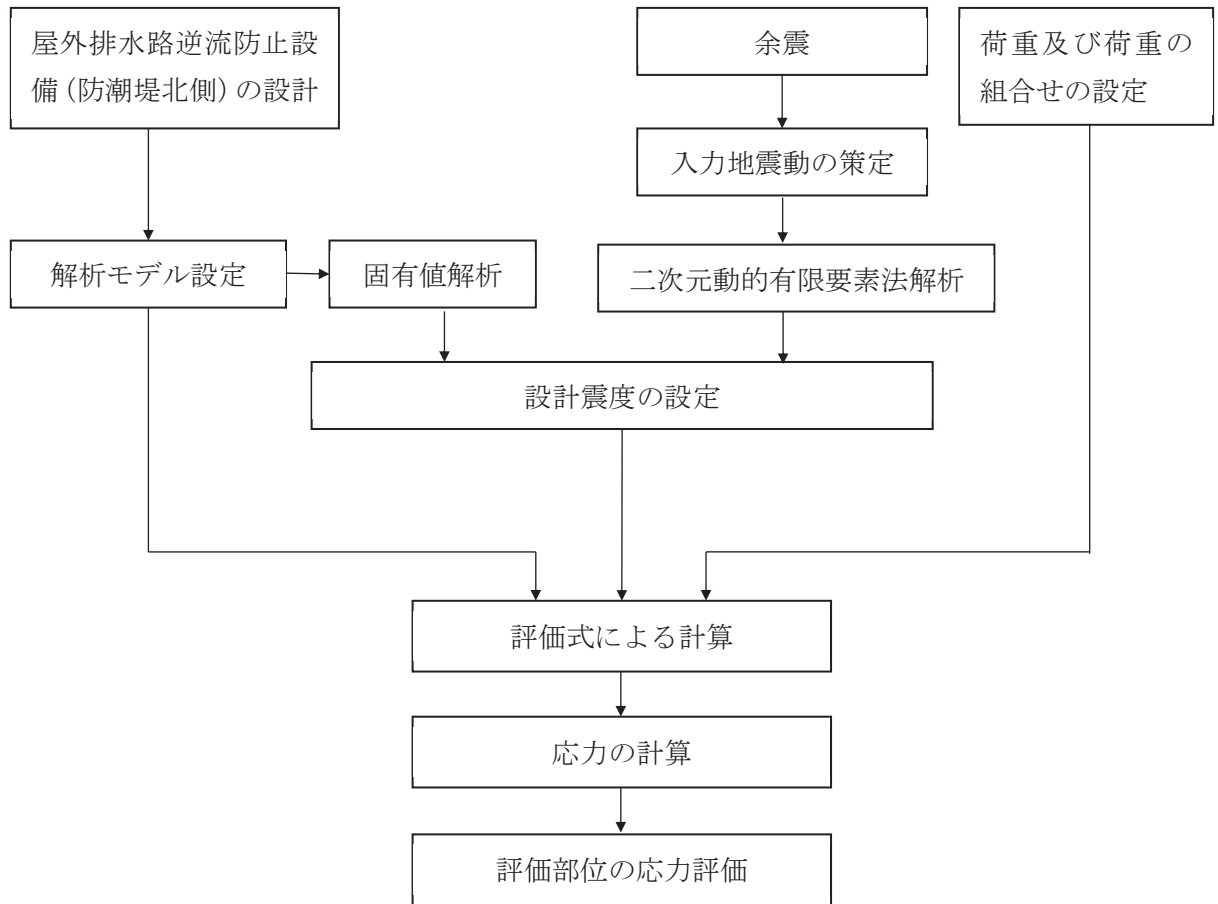 屋外排水路逆流防止設
備(防潮堤北側)の設計
余震
荷重及び荷重の
組合せの設定
入力地震動の策定
解析モデル設定
固有値解析
二次元動的有限要素法解析
設計震度の設定
評価式による計算
応力の計算
評価部位の応力評価